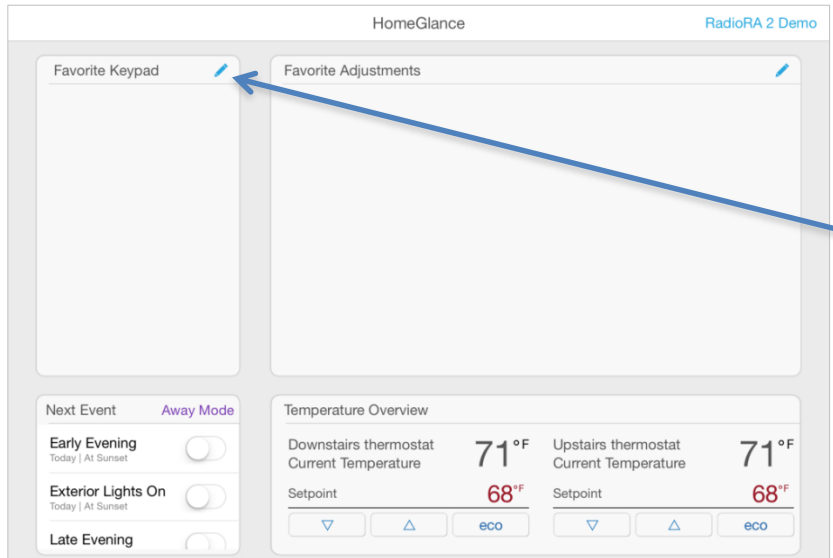 HomeGlance
RadioRA 2 Demo
Favorite Keypad
Favorite Adjustments
Next Event
Away Mode
Early Evening
Today | At Sunset
Exterior Lights On
Today | At Sunset
Late Evening
Temperature Overview
Downstairs thermostat
Current Temperature
71°F
Setpoint
68°F
eco
Upstairs thermostat
Current Temperature
71°F
Setpoint
68°F
eco